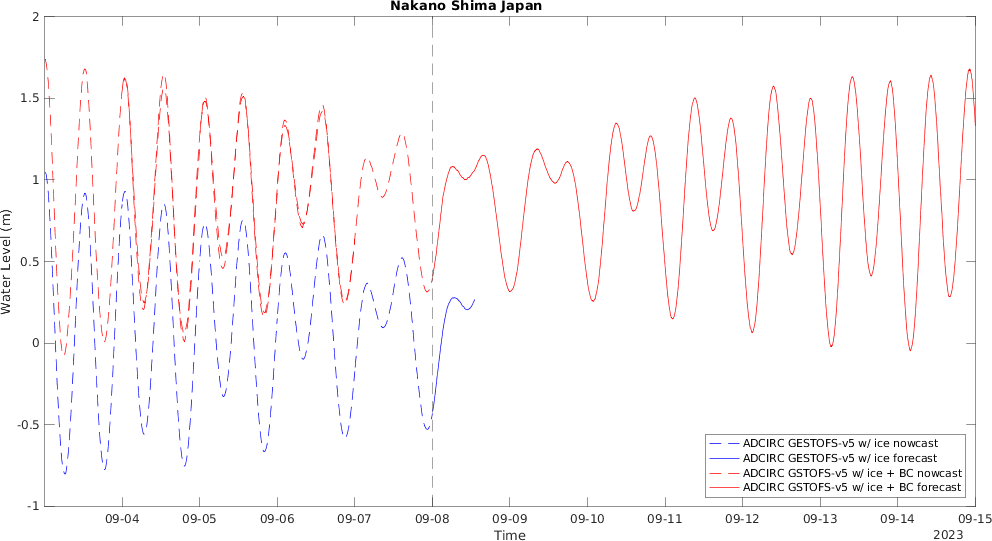 Nakano Shima Japan
2
1.5
1
0.5
0
-0.5
-1
Water Level (m)
09-04 09-05 09-06 09-07 09-08 09-09 09-10 09-11 09-12 09-13 09-14 09-15
Time
2023
ADCIRC GESTOFS-v5 w/ ice nowcast
ADCIRC GESTOFS-v5 w/ ice forecast
ADCIRC GSTOFS-v5 w/ ice + BC nowcast
ADCIRC GSTOFS-v5 w/ ice + BC forecast